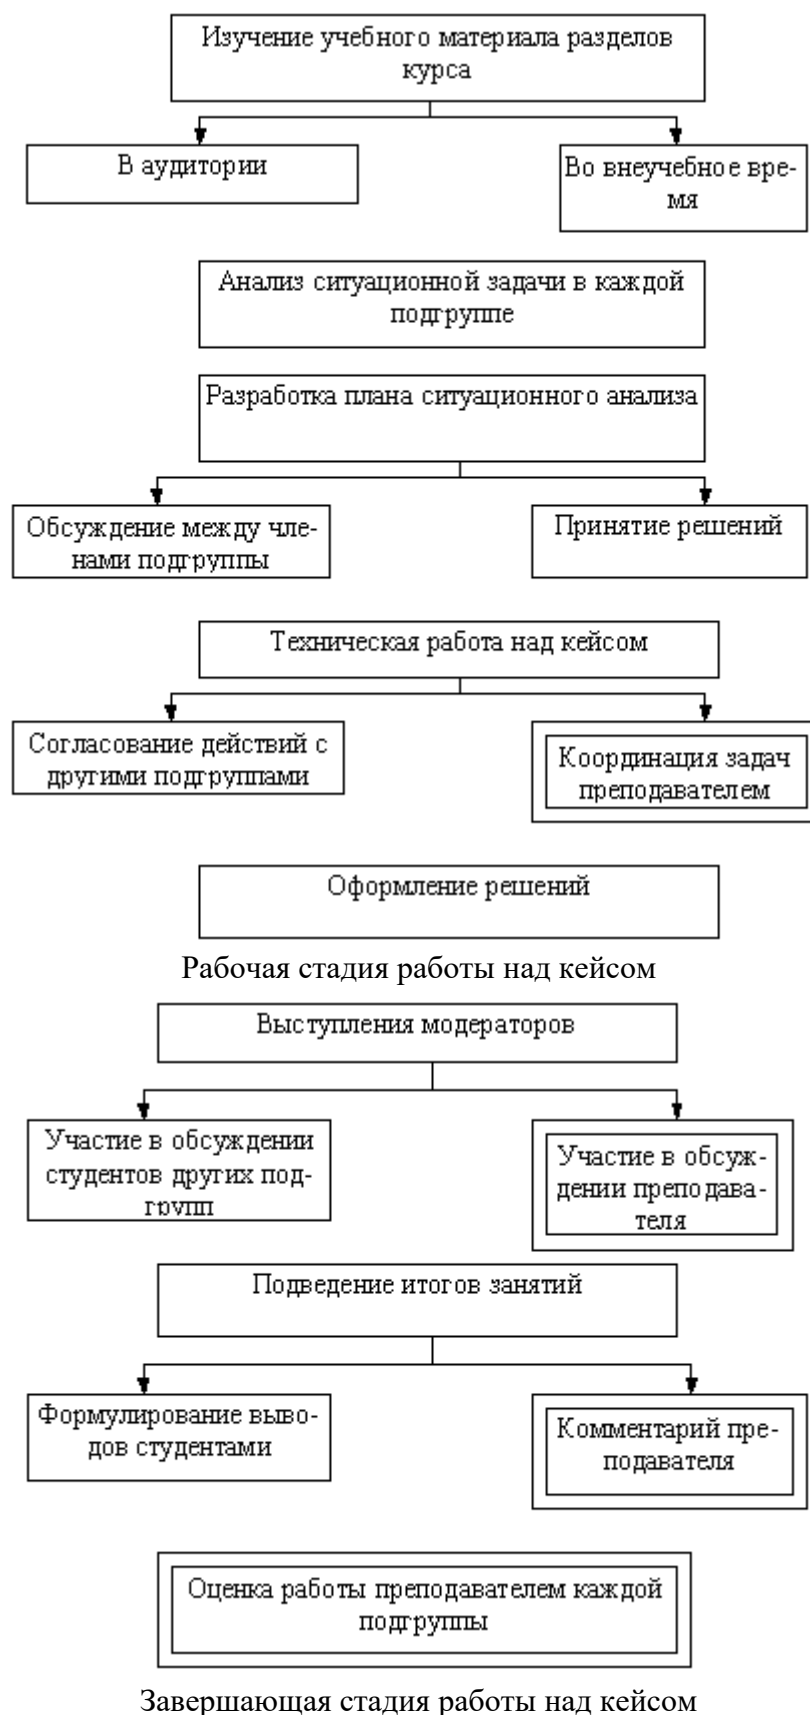 Изучение учебного материала разделов
курса
В аудитории
Во внеучебное вре-
мя
Анализ ситуационной задачи в каждой
подгруппе
Разработка плана ситуационного анализа
Обсуждение между чле-
нами подгруппы
Принятие решений
Техническая работа над кейсом
Согласование действий с
другими подгруппами
Координация задач
преподавателем
Оформление решений
Рабочая стадия работы над кейсом
Выступления модераторов
Участие в обсуждении
студентов других под-
групп
Участие в обсуж-
дении преподава-
теля
Подведение итогов занятий
Формулирование выво-
дов студентами
Комментарий пре-
подавателя
Оценка работы преподавателем каждой
подгруппы
Завершающая стадия работы над кейсом